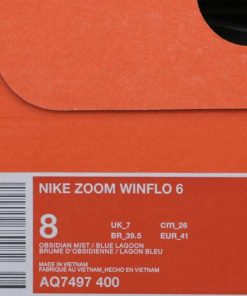 NIKE ZOOM WINFLO 6
8 UK_7 cm_26
BR_39.5 EUR_41
OBSIDIAN MIST / BLUE LAGOON
BRUME D'OBSIDIENNE / LAGON BLEU
MADE IN VIETNAM
FABRIQUÉ AU VIETNAM_HECHO EN VIETNAM
AQ7497 400